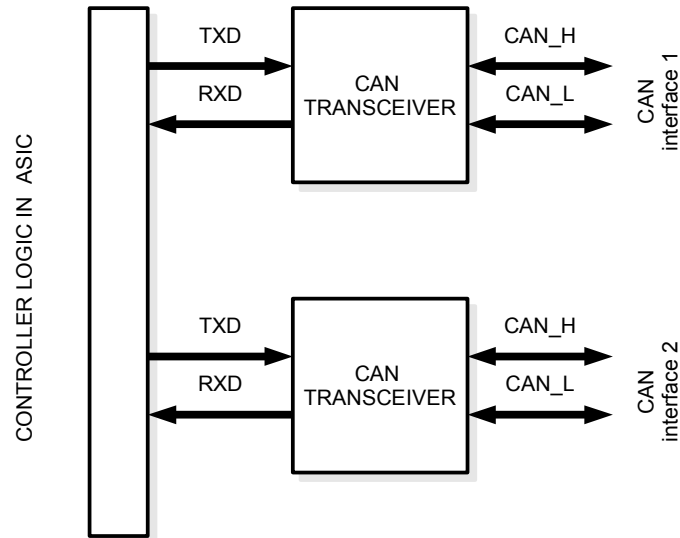 CONTROLLER LOGIC IN ASIC
TXD
RXD
CAN
TRANSCEIVER
CAN_H
CAN_L
CAN
interface 1
TXD
RXD
CAN
TRANSCEIVER
CAN_H
CAN_L
CAN
interface 2